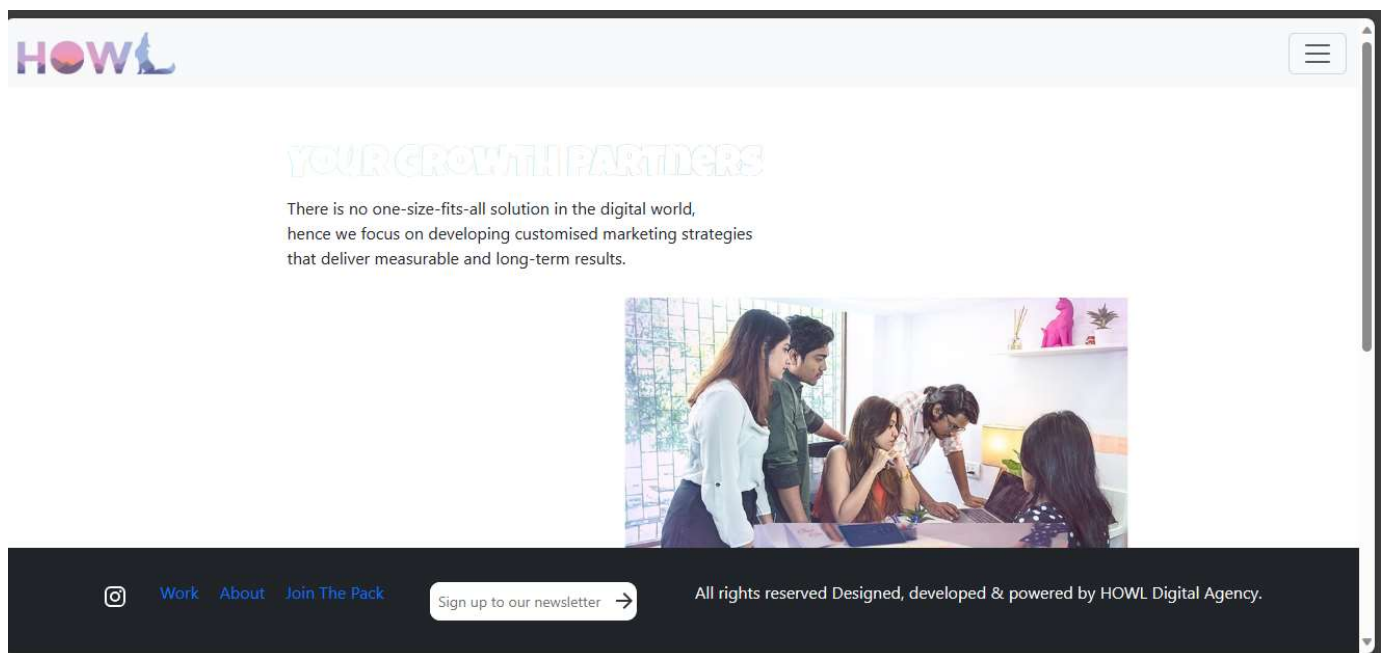 HOWL
YOUR GROWTH PARTNERS
There is no one-size-fits-all solution in the digital world,
hence we focus on developing customised marketing strategies
that deliver measurable and long-term results.
Work About Join The Pack
Sign up to our newsletter →
All rights reserved Designed, developed & powered by HOWL Digital Agency.